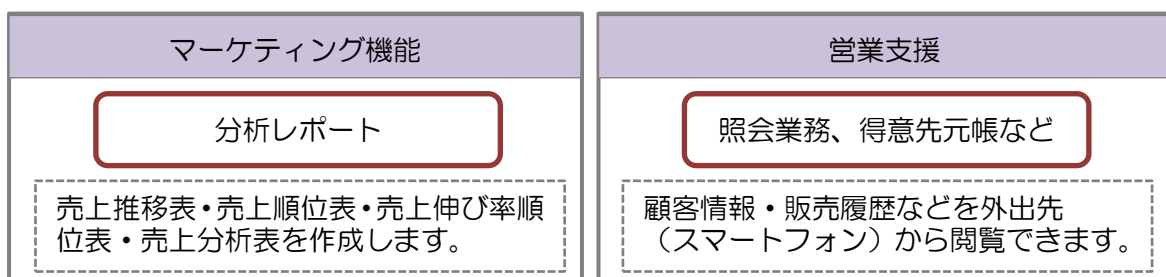 マーケティング機能
分析レポート
売上推移表・売上順位表・売上伸び率順
位表・売上分析表を作成します。
営業支援
照会業務、得意先元帳など
顧客情報・販売履歴などを外出先
（スマートフォン）から閲覧できます。